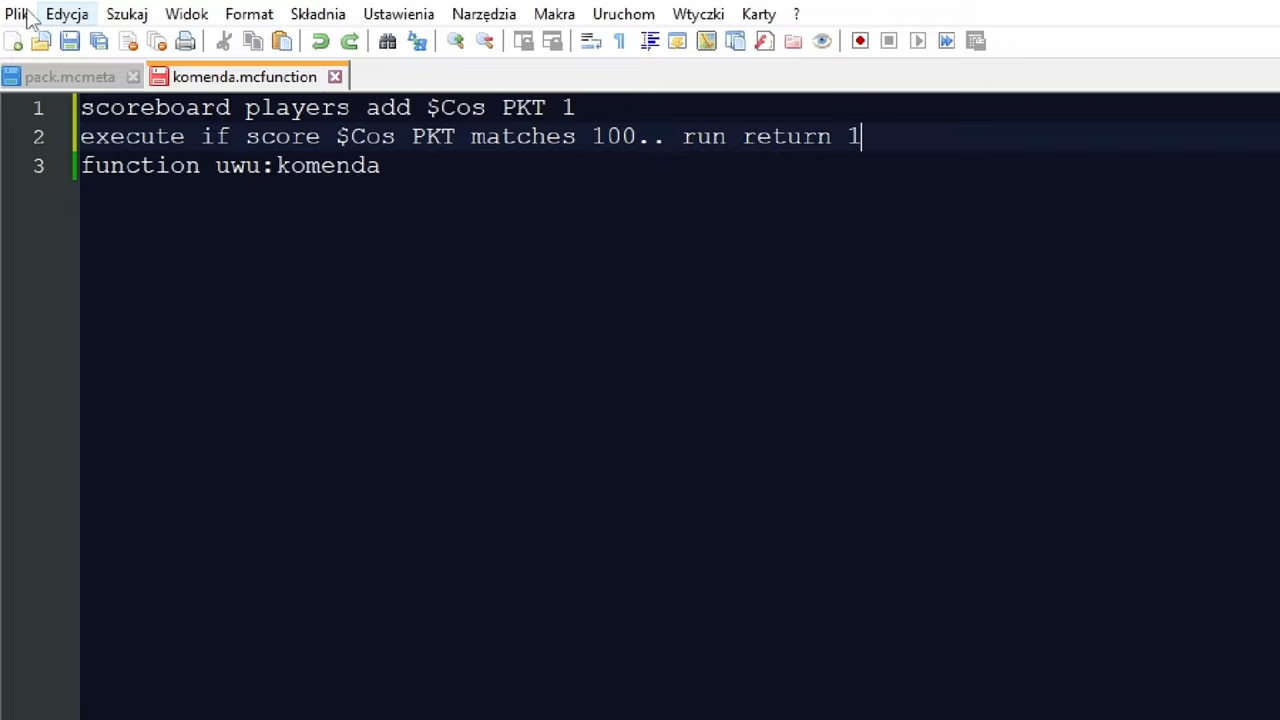 Plik Edycja Szukaj Widok Format Składnia Ustawienia Narzędzia Makra Uruchom Wtyczki Karty ?
pack.mcmeta komenda.mcfunction
1 scoreboard players add $Cos PKT 1
2 execute if score $Cos PKT matches 100.. run return 1
3 function uwu:komenda